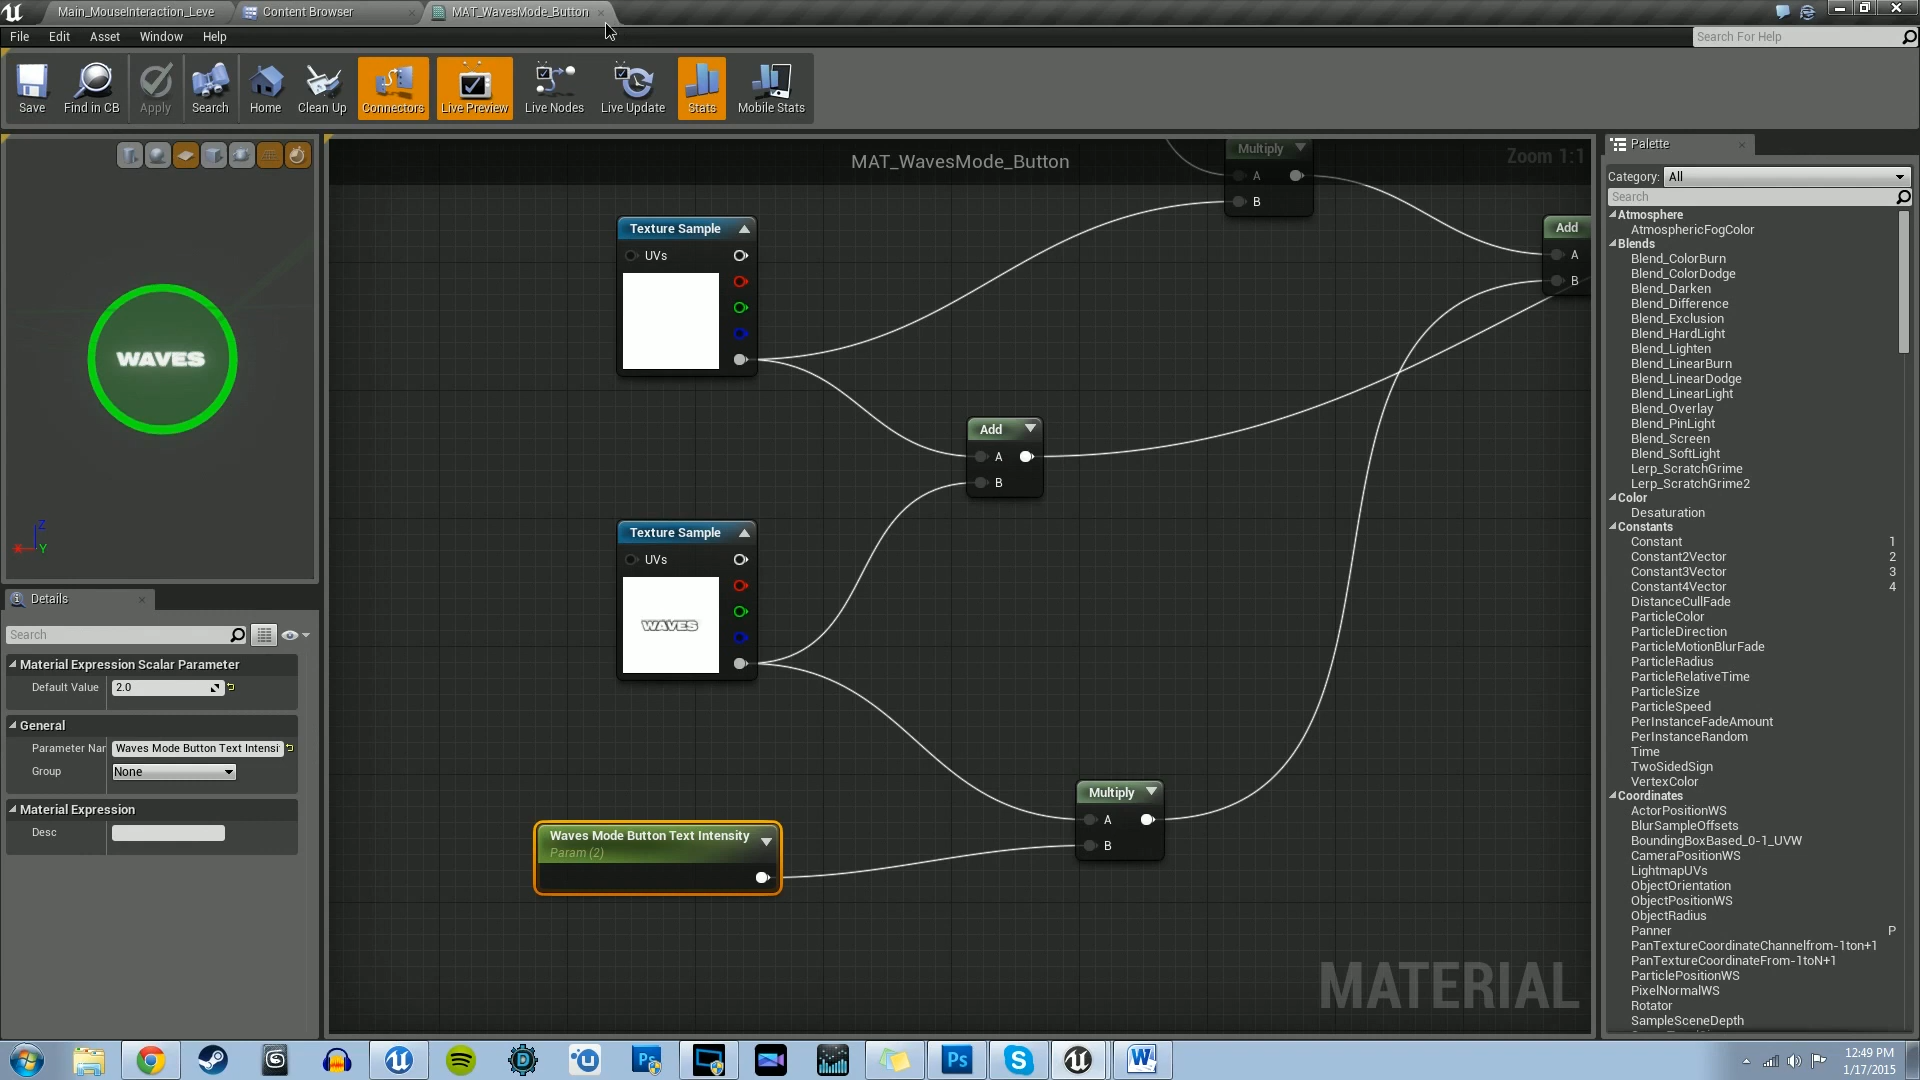 Main_MouseInteraction_Leve
Content Browser
MAT_WavesMode_Button
File
Edit
Asset
Window
Help
Search For Help
Save
Find in CB
Apply
Search
Home
Clean Up
Connectors
Live Preview
Live Nodes
Live Update
Stats
Mobile Stats
WAVES
Z
X
Y
Details
Search
Material Expression Scalar Parameter
Default Value
2.0
General
Parameter Nar
Waves Mode Button Text Intensi
Group
None
Material Expression
Desc
MAT_WavesMode_Button
Zoom 1:1
Multiply
A
B
Texture Sample
UVs
Add
A
B
Add
A
B
Texture Sample
UVs
WAVES
Multiply
A
B
Waves Mode Button Text Intensity
Param (2)
MATERIAL
Palette
Category:
All
Search
Atmosphere
AtmosphericFogColor
Blends
Blend_ColorBurn
Blend_ColorDodge
Blend_Darken
Blend_Difference
Blend_Exclusion
Blend_HardLight
Blend_Lighten
Blend_LinearBurn
Blend_LinearDodge
Blend_LinearLight
Blend_Overlay
Blend_PinLight
Blend_Screen
Blend_SoftLight
Lerp_ScratchGrime
Lerp_ScratchGrime2
Color
Desaturation
Constants
Constant 1
Constant2Vector 2
Constant3Vector 3
Constant4Vector 4
DistanceCullFade
ParticleColor
ParticleDirection
ParticleMotionBlurFade
ParticleRadius
ParticleRelativeTime
ParticleSize
ParticleSpeed
PerInstanceFadeAmount
PerInstanceRandom
Time
TwoSidedSign
VertexColor
Coordinates
ActorPositionWS
BlurSampleOffsets
BoundingBoxBased_0-1_UVW
CameraPositionWS
LightmapUVs
ObjectOrientation
ObjectPositionWS
ObjectRadius
Panner P
PanTextureCoordinateChannelfrom-1ton+1
PanTextureCoordinateFrom-1toN+1
ParticlePositionWS
PixelNormalWS
Rotator
SampleSceneDepth
Ps
Ps
12:49 PM
1/17/2015